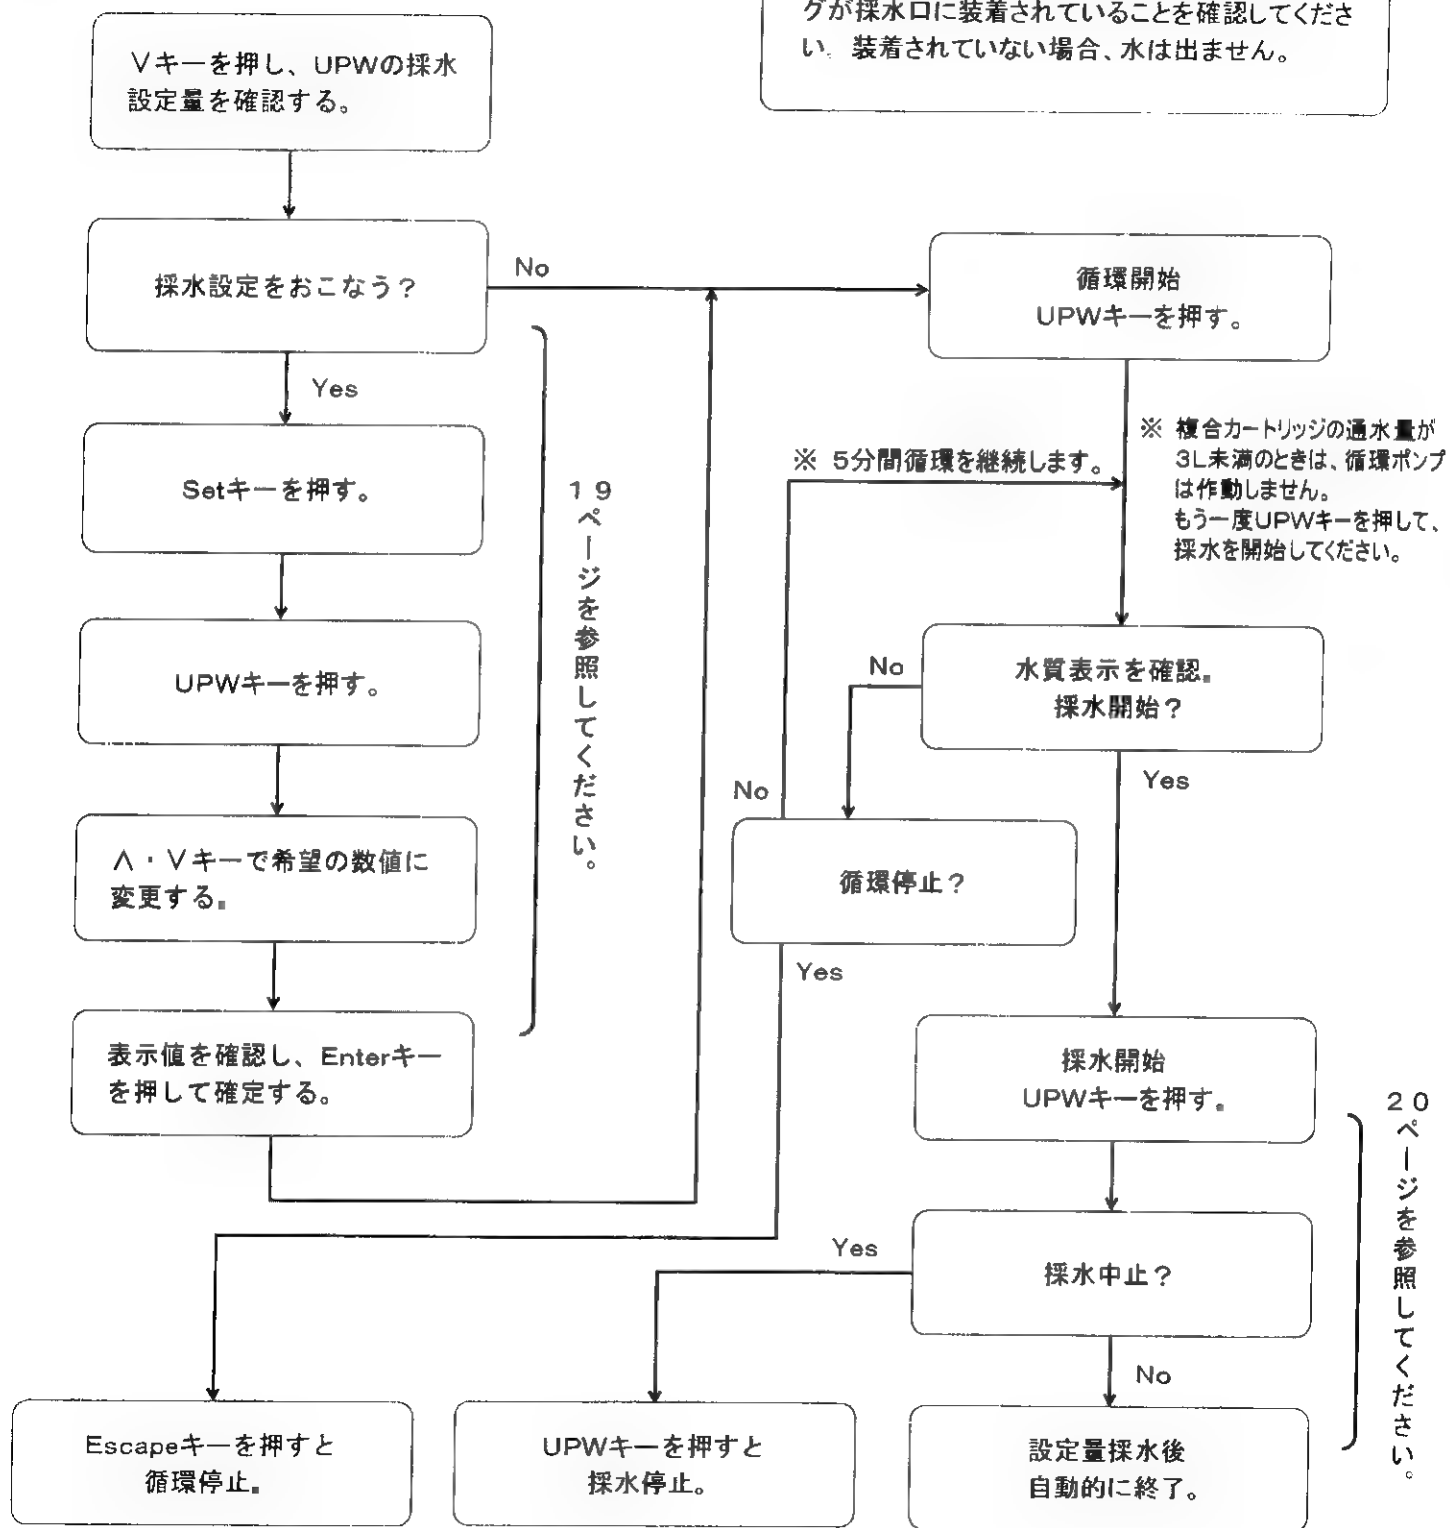 グが採水口に装着されていることを確認してくださ
い。装着されていない場合、水は出ません。
∨キーを押し、UPWの採水
設定量を確認する。
採水設定をおこなう？
No
Yes
Setキーを押す。
UPWキーを押す。
∧・∨キーで希望の数値に
変更する。
表示値を確認し、Enterキー
を押して確定する。
19ページを参照してください。
循環開始
UPWキーを押す。
※ 複合カートリッジの通水量が
3L未満のときは、循環ポンプ
は作動しません。
もう一度UPWキーを押して、
採水を開始してください。
※ 5分間循環を継続します。
水質表示を確認。
採水開始？
No
Yes
No
循環停止？
Yes
採水開始
UPWキーを押す。
20ページを参照してください。
採水中止？
Yes
No
Escapeキーを押すと
循環停止。
UPWキーを押すと
採水停止。
設定量採水後
自動的に終了。